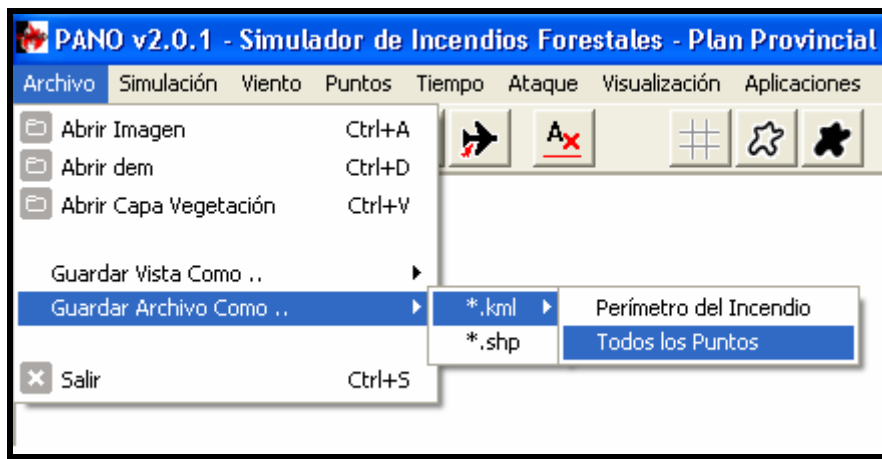 PANO v2.0.1 - Simulador de Incendios Forestales - Plan Provincial
Archivo Simulación Viento Puntos Tiempo Ataque Visualización Aplicaciones
Abrir Imagen Ctrl+A
Abrir dem Ctrl+D
Abrir Capa Vegetación Ctrl+V
Guardar Vista Como ..
Guardar Archivo Como .. *.kml Perímetro del Incendio
*.shp Todos los Puntos
Salir Ctrl+S